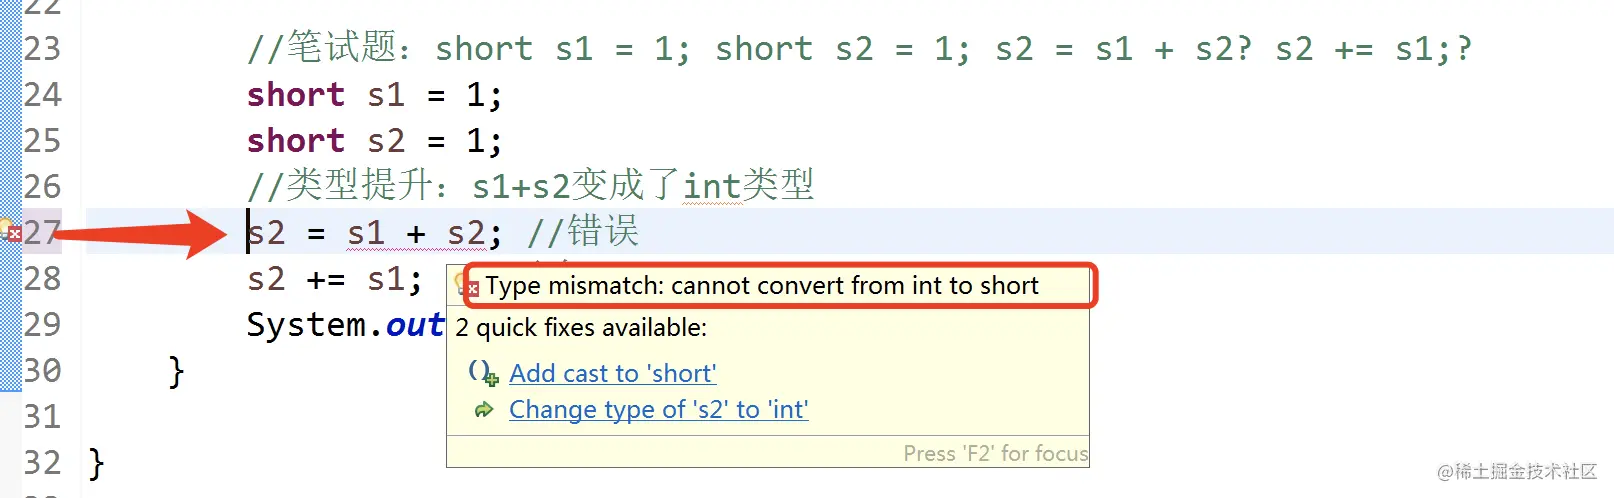 22
23 //笔试题：short s1 = 1; short s2 = 1; s2 = s1 + s2? s2 += s1;?
24 short s1 = 1;
25 short s2 = 1;
26 //类型提升：s1+s2变成了int类型
27 s2 = s1 + s2; //错误
28 s2 += s1;
Type mismatch: cannot convert from int to short
29 System.out
2 quick fixes available:
30 }
Add cast to 'short'
31
Change type of 's2' to 'int'
Press 'F2' for focus
32 }
@稀土掘金技术社区